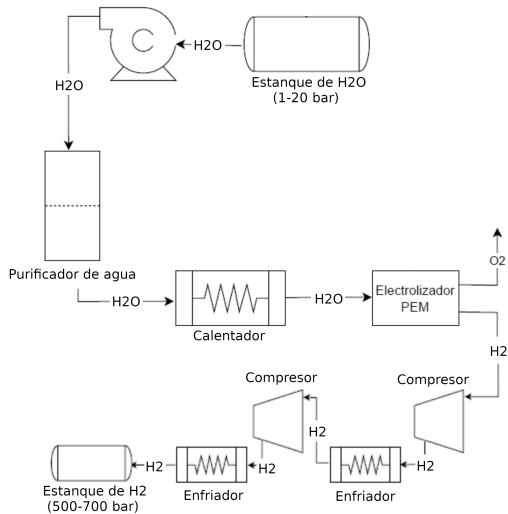 H2O
Estanque de H2O
(1-20 bar)
H2O
Purificador de agua
H2O
Calentador
H2O
Electrolizador
PEM
O2
H2
Compresor
H2
Enfriador
H2
Compresor
H2
Enfriador
H2
Estanque de H2
(500-700 bar)